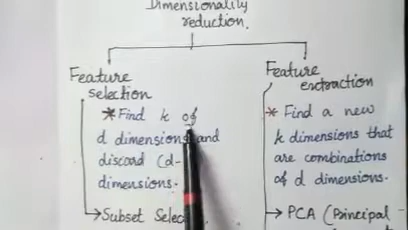 Dimensionality
reduction.
Feature
selection
*Find k of
d dimensions and
discard (d-
dimensions.
→Subset Selec
Feature
extraction
* Find a new
k dimensions that
are combinations
of d dimensions.
→PCA (Principal